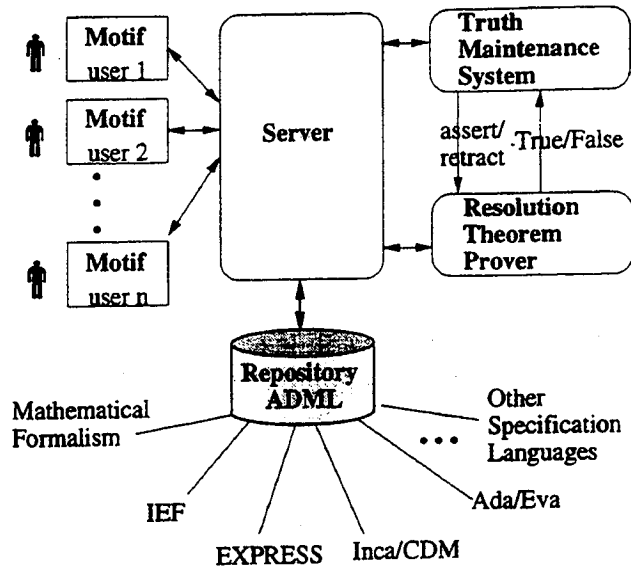 Motif
user 1
Motif
user 2
Motif
user n
Server
Truth
Maintenance
System
assert/
retract
True/False
Resolution
Theorem
Prover
Repository
ADML
Mathematical
Formalism
IEF
EXPRESS
Inca/CDM
Ada/Eva
Other
Specification
Languages